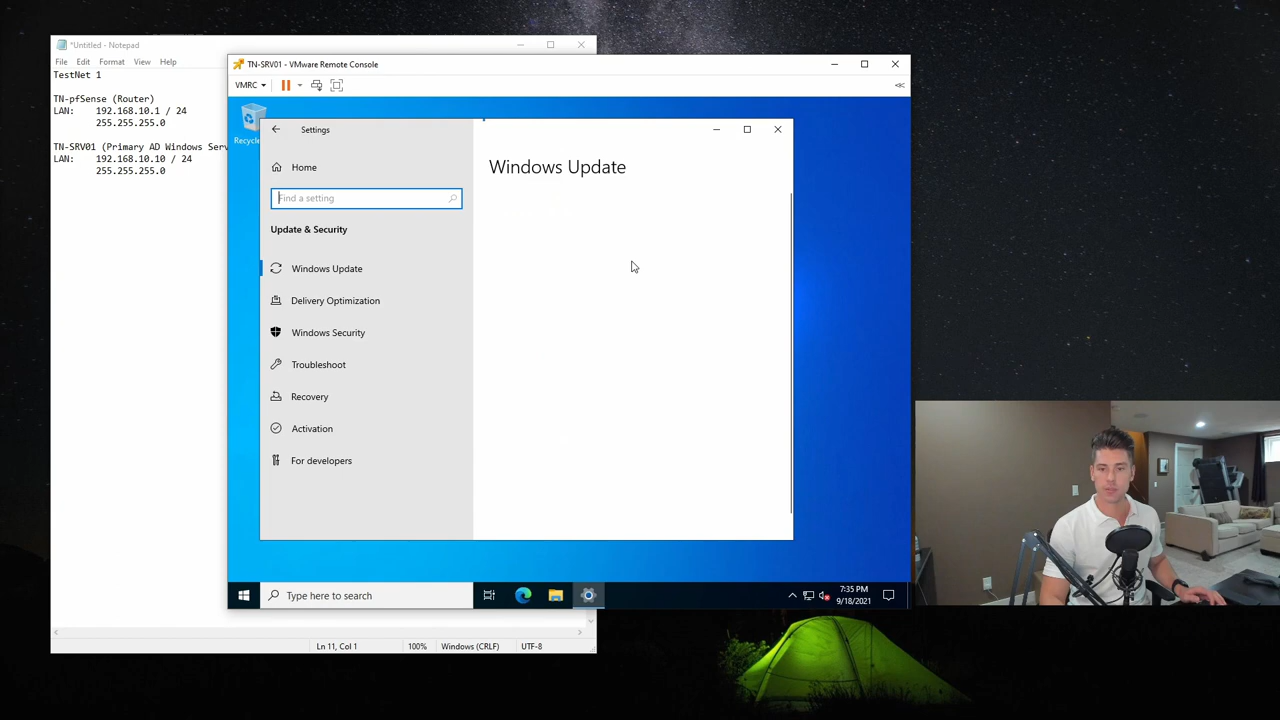 *Untitled - Notepad
File Edit Format View Help
TestNet 1
TN-pfSense (Router)
LAN: 192.168.10.1 / 24
255.255.255.0
TN-SRV01 (Primary AD Windows Serv
LAN: 192.168.10.10 / 24
255.255.255.0
Ln 11, Col 1 100% Windows (CRLF) UTF-8
TN-SRV01 - VMware Remote Console
VMRC
Recycle
Settings
Home
Find a setting
Update & Security
Windows Update
Delivery Optimization
Windows Security
Troubleshoot
Recovery
Activation
For developers
Windows Update
Type here to search
7:35 PM
9/18/2021